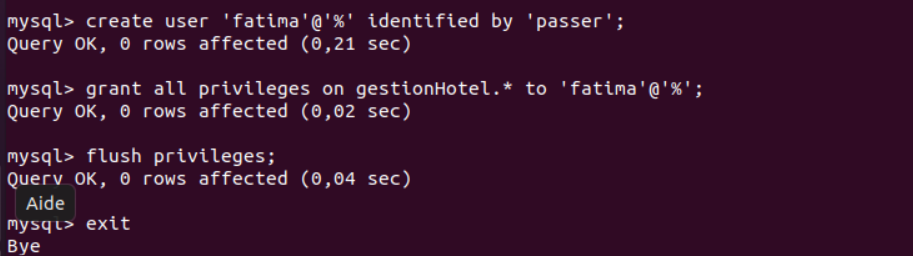 mysql> create user 'fatima'@'%' identified by 'passer';
Query OK, 0 rows affected (0,21 sec)
mysql> grant all privileges on gestionHotel.* to 'fatima'@'%';
Query OK, 0 rows affected (0,02 sec)
mysql> flush privileges;
Query OK, 0 rows affected (0,04 sec)
Aide
mysql> exit
Bye